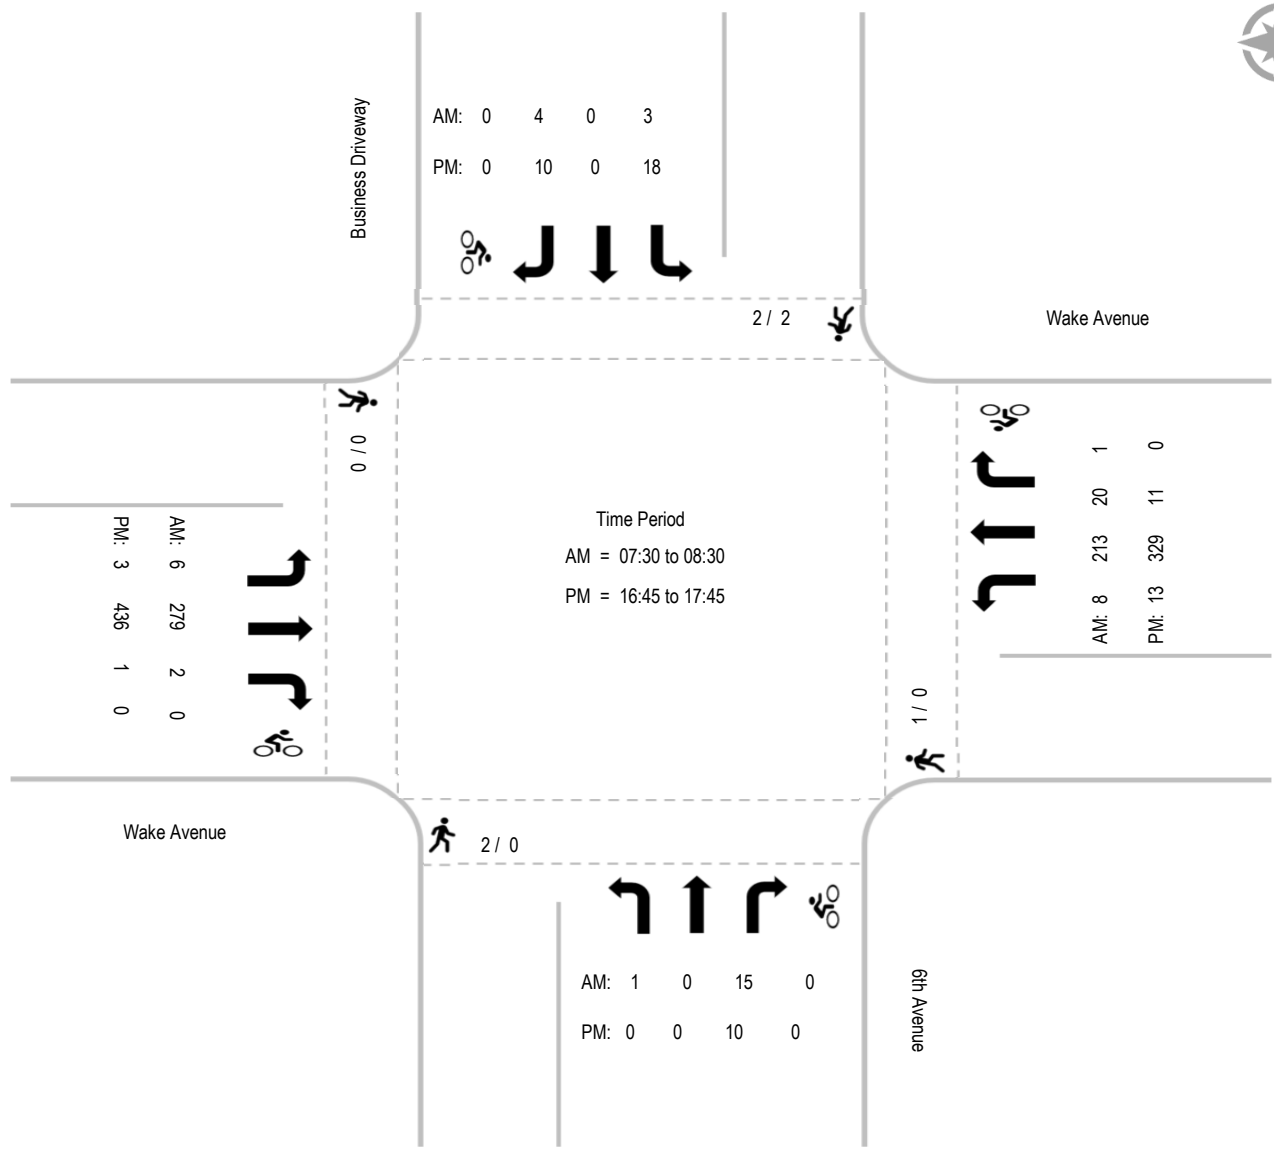 Business Driveway
AM: 0 4 0 3
PM: 0 10 0 18
2 / 2
Wake Avenue
0 / 0
AM: 8 213 20 1
PM: 13 329 11 0
Time Period
AM = 07:30 to 08:30
PM = 16:45 to 17:45
AM: 6 279 2 0
PM: 3 436 1 0
1 / 0
Wake Avenue
2 / 0
AM: 1 0 15 0
PM: 0 0 10 0
6th Avenue